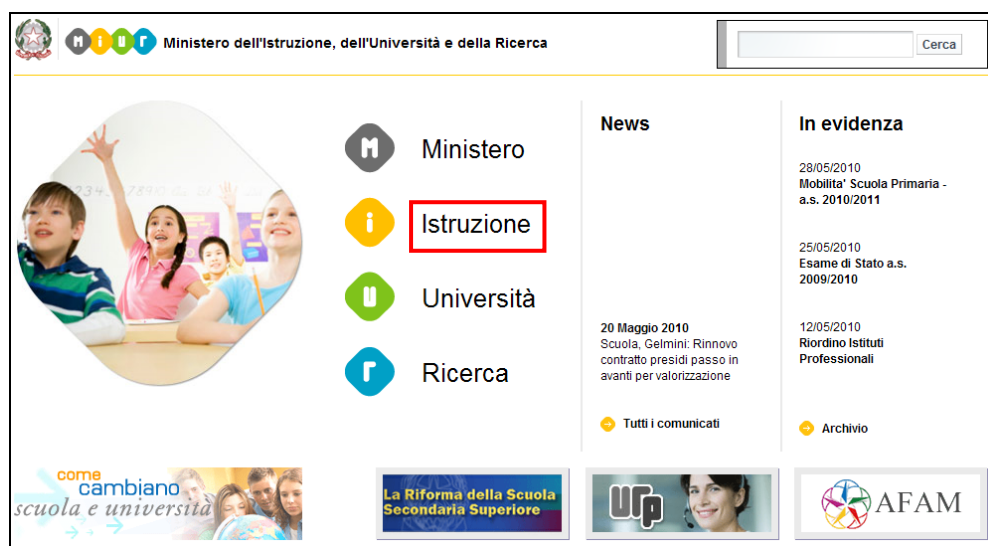 miur Ministero dell'Istruzione, dell'Università e della Ricerca
Cerca
m Ministero
i Istruzione
u Università
r Ricerca
News
20 Maggio 2010
Scuola, Gelmini: Rinnovo
contratto presidi passo in
avanti per valorizzazione
Tutti i comunicati
In evidenza
28/05/2010
Mobilita' Scuola Primaria -
a.s. 2010/2011
25/05/2010
Esame di Stato a.s.
2009/2010
12/05/2010
Riordino Istituti
Professionali
Archivio
come
cambiano
scuola e università
La Riforma della Scuola
Secondaria Superiore
urp
AFAM